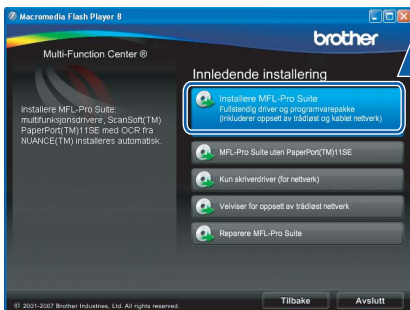 Macromedia Flash Player 8
brother
Multi-Function Center ®
Innledende installering
Installere MFL-Pro Suite
Fullstendig driver og programvarepakke
(Inkluderer oppsett av trådløst og kablet nettverk)
Installere MFL-Pro Suite:
multifunksjonsdrivere, ScanSoft(TM)
PaperPort(TM)11SE med OCR fra
NUANCE(TM) installeres automatisk.
MFL-Pro Suite uten PaperPort(TM)11SE
Kun skriverdriver (for nettverk)
Veiviser for oppsett av trådløst nettverk
Reparere MFL-Pro Suite
© 2001-2007 Brother Industries, Ltd. All rights reserved.
Tilbake
Avslutt